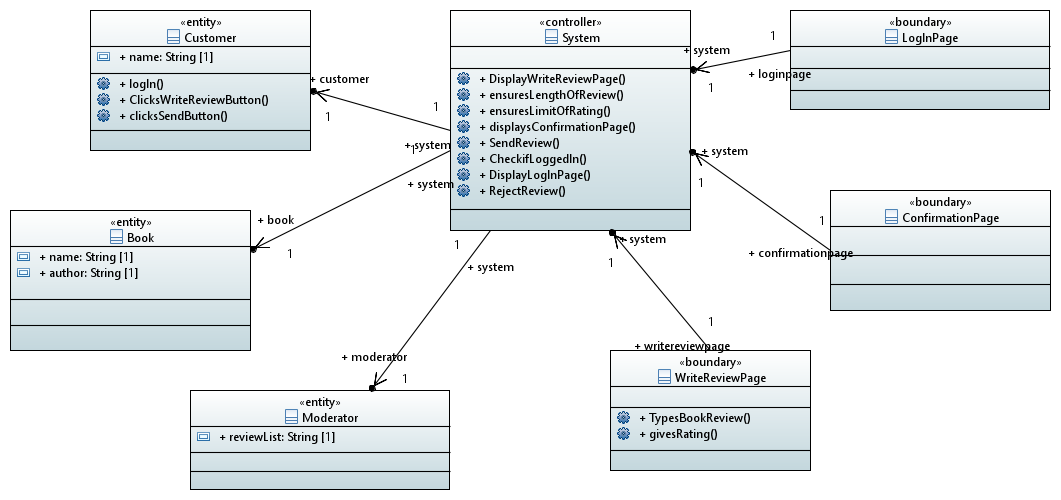 «entity»
Customer
+ name: String [1]
+ logIn()
+ ClicksWriteReviewButton()
+ clicksSendButton()
«controller»
System
+ DisplayWriteReviewPage()
+ ensuresLengthOfReview()
+ ensuresLimitOfRating()
+ displaysConfirmationPage()
+ SendReview()
+ CheckifLoggedIn()
+ DisplayLogInPage()
+ RejectReview()
«boundary»
LogInPage
1
+ system
+ loginpage
1
+ customer
1
1
+ system
1
+ system
+ book
1
+ system
1
1
+ confirmationpage
«boundary»
ConfirmationPage
«entity»
Book
+ name: String [1]
+ author: String [1]
1
+ system
+ moderator
1
+ system
1
1
+ writereviewpage
«entity»
Moderator
+ reviewList: String [1]
«boundary»
WriteReviewPage
+ TypesBookReview()
+ givesRating()